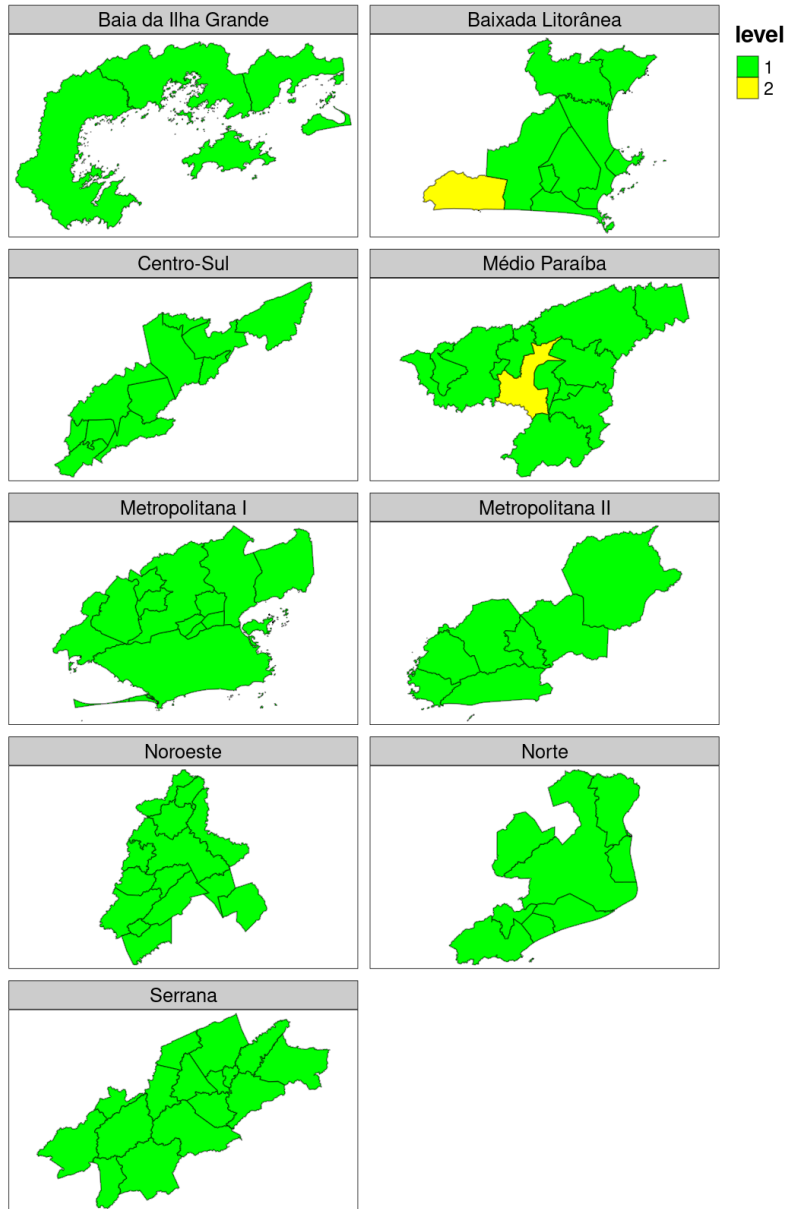 Baia da Ilha Grande
Baixada Litorânea
level
1
2
Centro-Sul
Médio Paraíba
Metropolitana I
Metropolitana II
Noroeste
Norte
Serrana